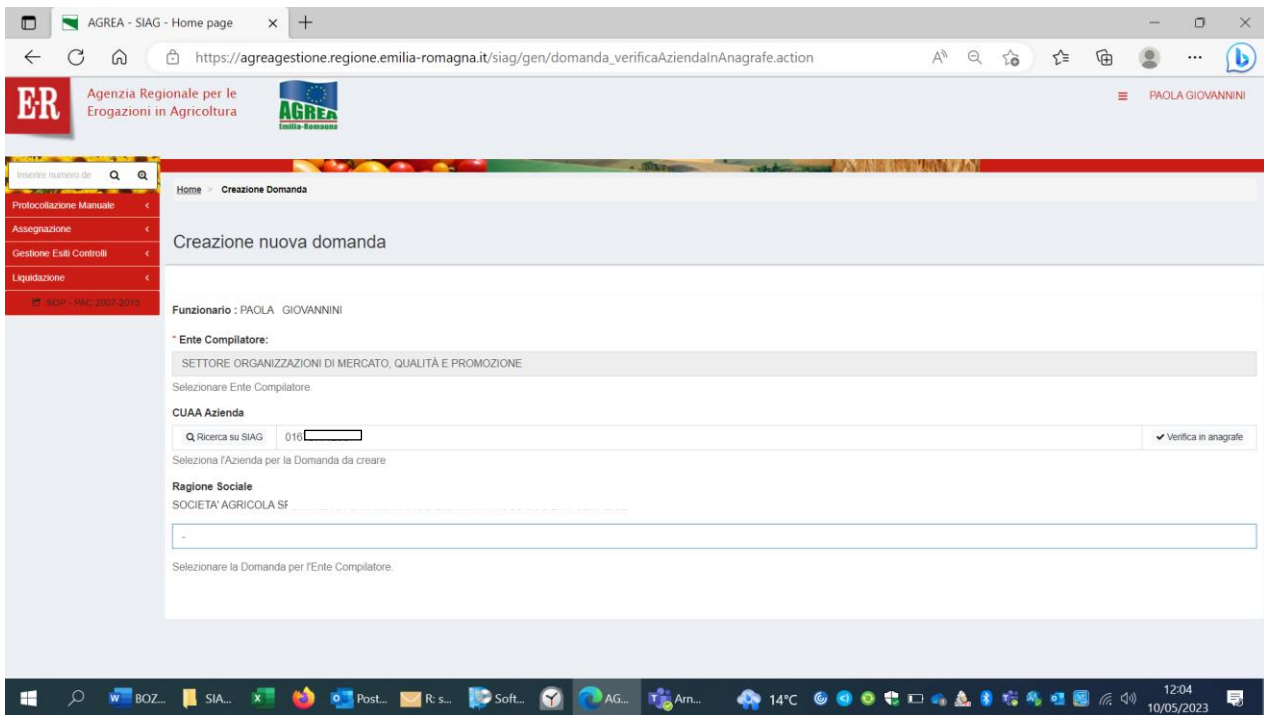 AGREA - SIAG - Home page
https://agreagestione.regione.emilia-romagna.it/siag/gen/domanda_verificaAziendaInAnagrafe.action
E·R
Agenzia Regionale per le
Erogazioni in Agricoltura
AGREA
Emilia-Romagna
PAOLA GIOVANNINI
Inserire numero de
Home > Creazione Domanda
Protocollazione Manuale
Assegnazione
Gestione Esiti Controlli
Liquidazione
SOP - PAC 2007-2013
Creazione nuova domanda
Funzionario : PAOLA GIOVANNINI
* Ente Compilatore:
SETTORE ORGANIZZAZIONI DI MERCATO, QUALITÀ E PROMOZIONE
Selezionare Ente Compilatore.
CUAA Azienda
Ricerca su SIAG 016 Verifica in anagrafe
Seleziona l'Azienda per la Domanda da creare
Ragione Sociale
SOCIETA' AGRICOLA SF
-
Selezionare la Domanda per l'Ente Compilatore.
BOZ... SIA... Post... R: s... Soft... AG... Arn... 14°C 12:04
10/05/2023